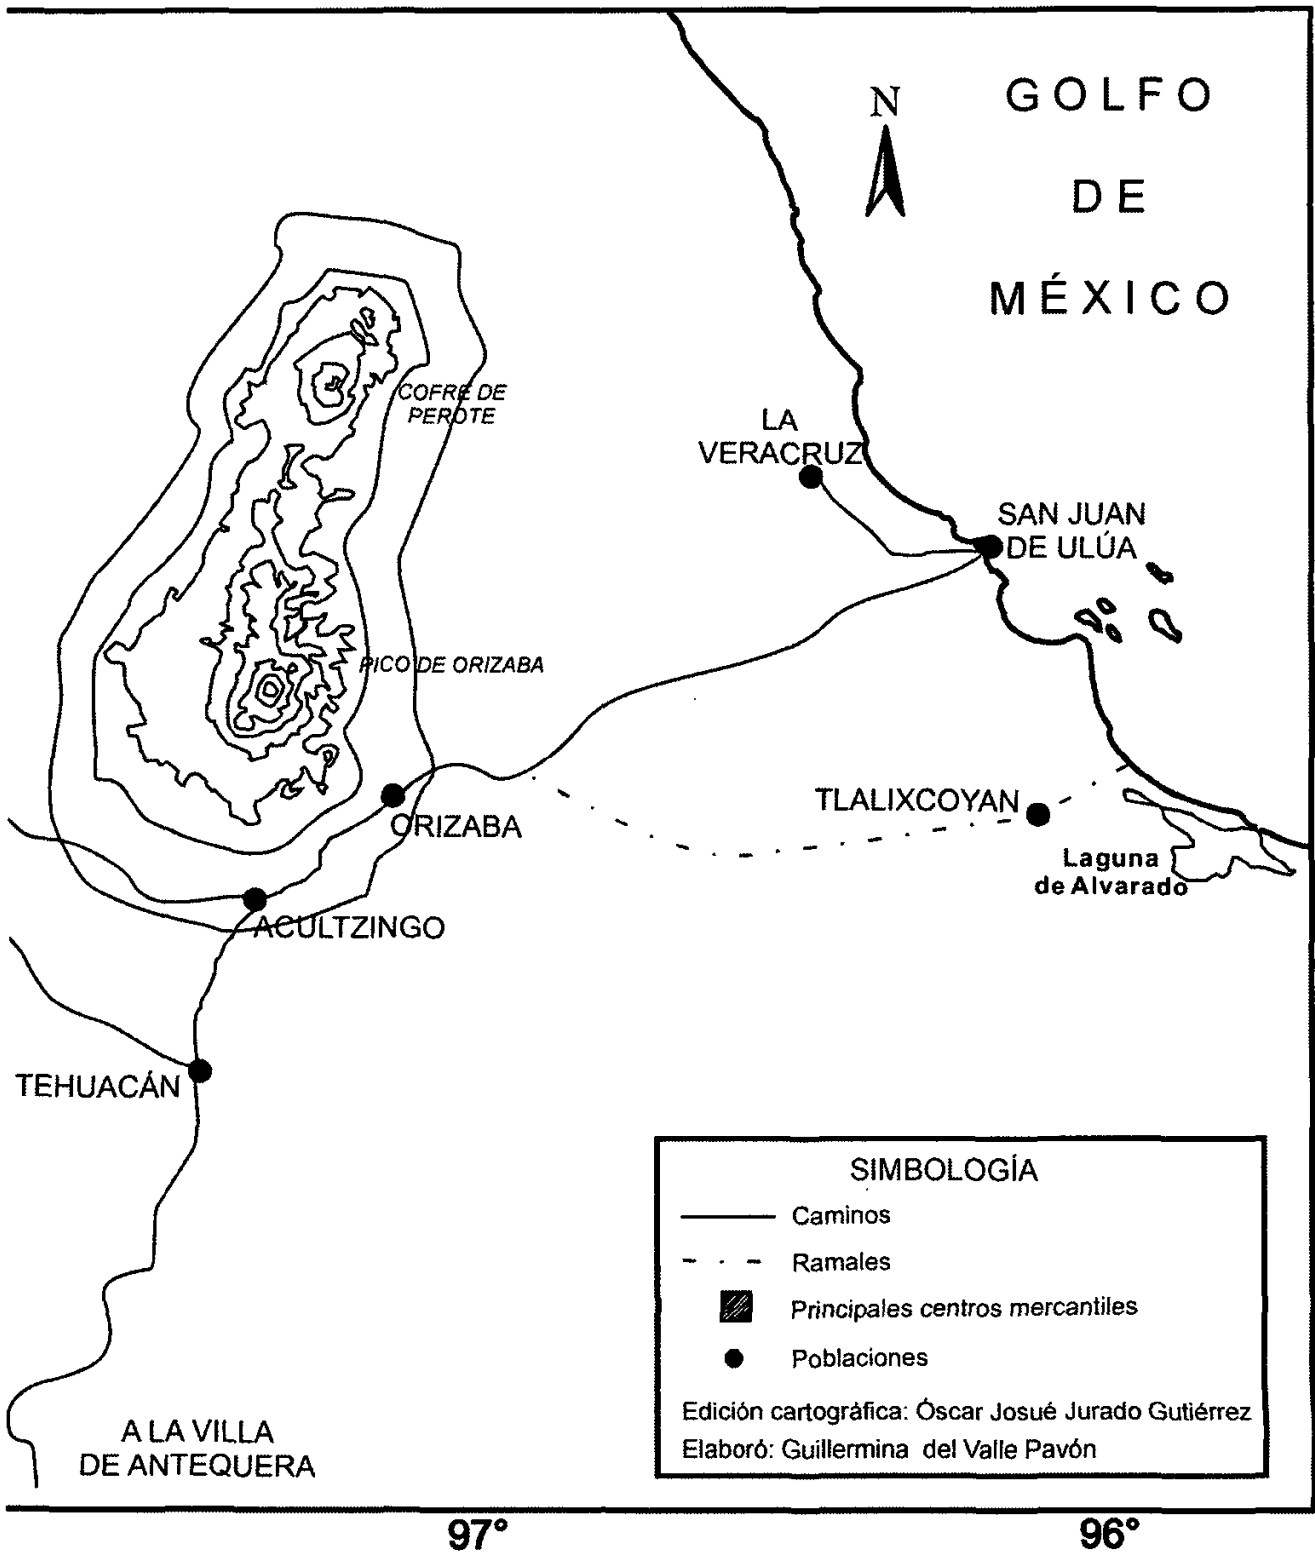 N
GOLFO
DE
MÉXICO
COFRE DE
PEROTE
LA
VERACRUZ
SAN JUAN
DE ULÚA
PICO DE ORIZABA
TLALIXCOYAN
ORIZABA
Laguna
de Alvarado
ACULTZINGO
TEHUACÁN
SIMBOLOGÍA
Caminos
Ramales
Principales centros mercantiles
Poblaciones
Edición cartográfica: Óscar Josué Jurado Gutiérrez
Elaboró: Guillermina del Valle Pavón
A LA VILLA
DE ANTEQUERA
97°
96°